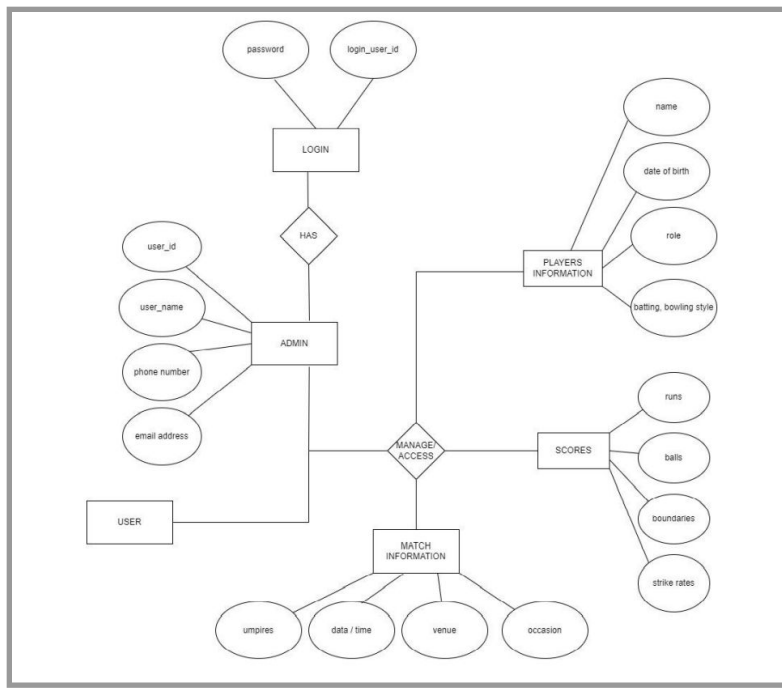 password
login_user_id
LOGIN
HAS
user_id
user_name
phone number
email address
ADMIN
USER
MANAGE/
ACCESS
name
date of birth
role
batting, bowling style
PLAYERS
INFORMATION
runs
balls
boundaries
strike rates
SCORES
MATCH
INFORMATION
umpires
data / time
venue
occasion